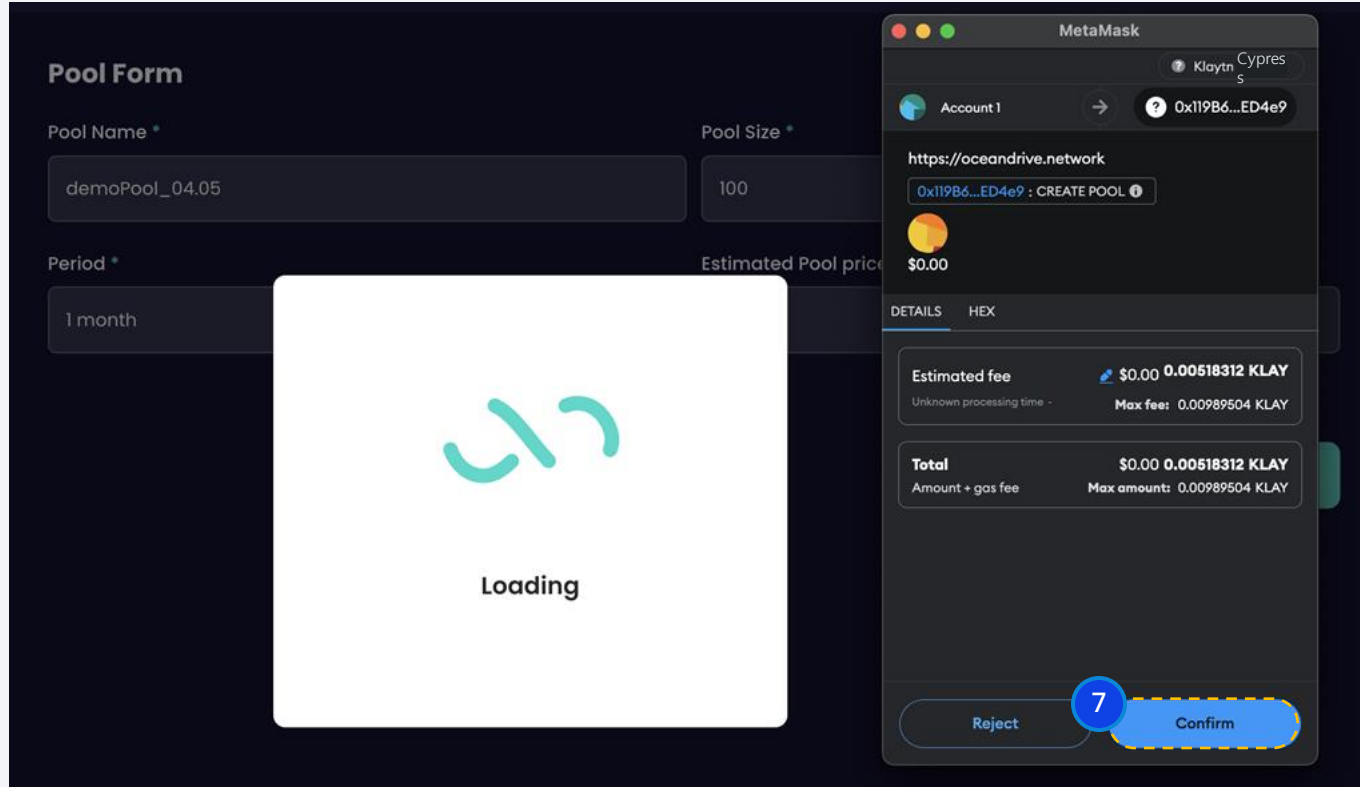 Pool Form
Pool Name *
demoPool_04.05
Pool Size *
100
Period *
1 month
Estimated Pool price
Loading
MetaMask
? Klaytn Cypres
s
Account 1
? 0x119B6...ED4e9
https://oceandrive.network
0x119B6...ED4e9 : CREATE POOL
$0.00
DETAILS HEX
Estimated fee $0.00 0.00518312 KLAY
Unknown processing time - Max fee: 0.00989504 KLAY
Total $0.00 0.00518312 KLAY
Amount + gas fee Max amount: 0.00989504 KLAY
Reject
7
Confirm